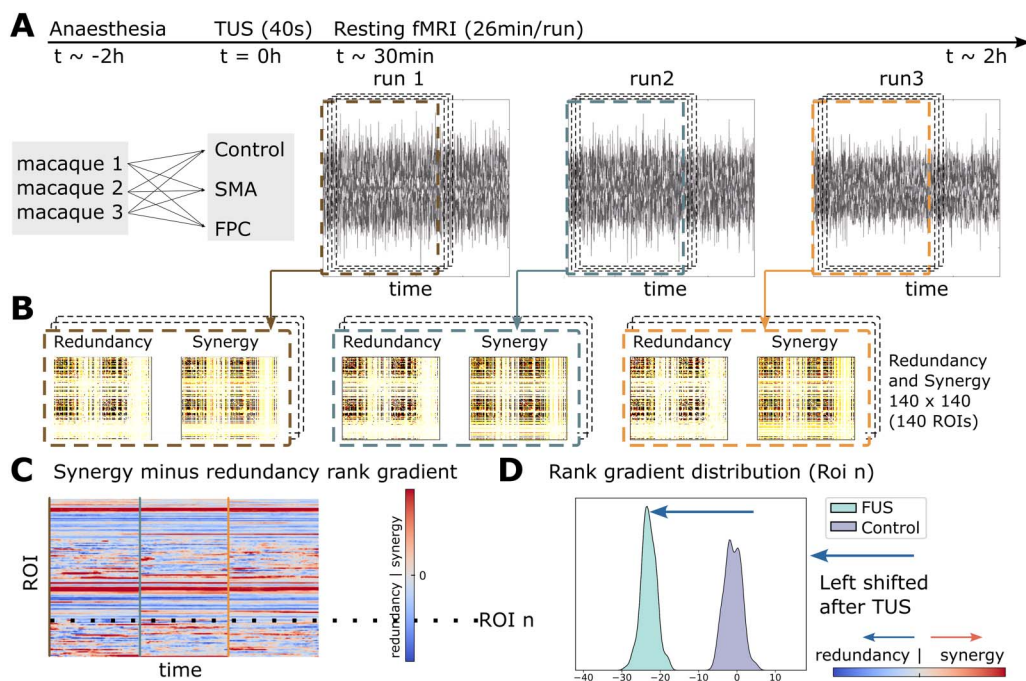 A
Anaesthesia TUS (40s) Resting fMRI (26min/run)
t ~ -2h t = 0h t ~ 30min t ~ 2h
run 1 run2 run3
macaque 1
macaque 2
macaque 3
Control
SMA
FPC
time time time
B
Redundancy Synergy Redundancy Synergy Redundancy Synergy
Redundancy
and Synergy
140 x 140
(140 ROIs)
C Synergy minus redundancy rank gradient
ROI
time
redundancy | synergy
0
ROI n
D Rank gradient distribution (Roi n)
FUS
Control
−40 −30 −20 −10 0 10
Left shifted
after TUS
redundancy | synergy